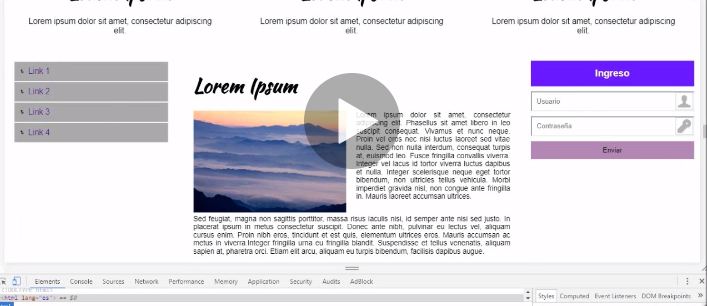 Lorem ipsum dolor sit amet, consectetur adipiscing
elit.
Lorem ipsum dolor sit amet, consectetur adipiscing
elit.
Lorem ipsum dolor sit amet, consectetur adipiscing
elit.
Link 1
Link 2
Link 3
Link 4
Lorem Ipsum
Lorem ipsum dolor sit amet, consectetur
adipiscing elit. Phasellus sit amet libero in leo
suscipit consequat. Vivamus et nunc neque.
Proin vel eros nec nisi luctus laoreet sed vitae
nulla. Sed non nulla interdum, consequat turpis
at, euismod leo. Fusce fringilla convallis viverra.
Integer vel lacus id tortor viverra luctus dapibus
et nulla. Integer scelerisque neque eget tortor
bibendum, non ultricies tellus vehicula. Morbi
imperdiet gravida nisl, non congue ante fringilla
in. Mauris laoreet accumsan ultrices.
Sed feugiat, magna non sagittis porttitor, massa risus iaculis nisi, id semper ante nisi sed justo. In
placerat ipsum in metus bibendum consectetur suscipit. Donec ante nibh, pulvinar eu lectus vel, aliquam
cursus enim. Proin nibh eros, tincidunt et est quis, elementum ultrices eros. Mauris accumsan ac
metus in viverra.Integer fringilla urna eu fringilla blandit. Suspendisse et tellus venenatis, aliquam
sapien at, pharetra orci. Etiam elit arcu, aliquam eu turpis bibendum, facilisis dapibus augue.
Ingreso
Usuario
Contraseña
Enviar
Elements Console Sources Network Performance Memory Application Security Audits AdBlock
<html lang="es"> == $0
Styles Computed Event Listeners DOM Breakpoints »